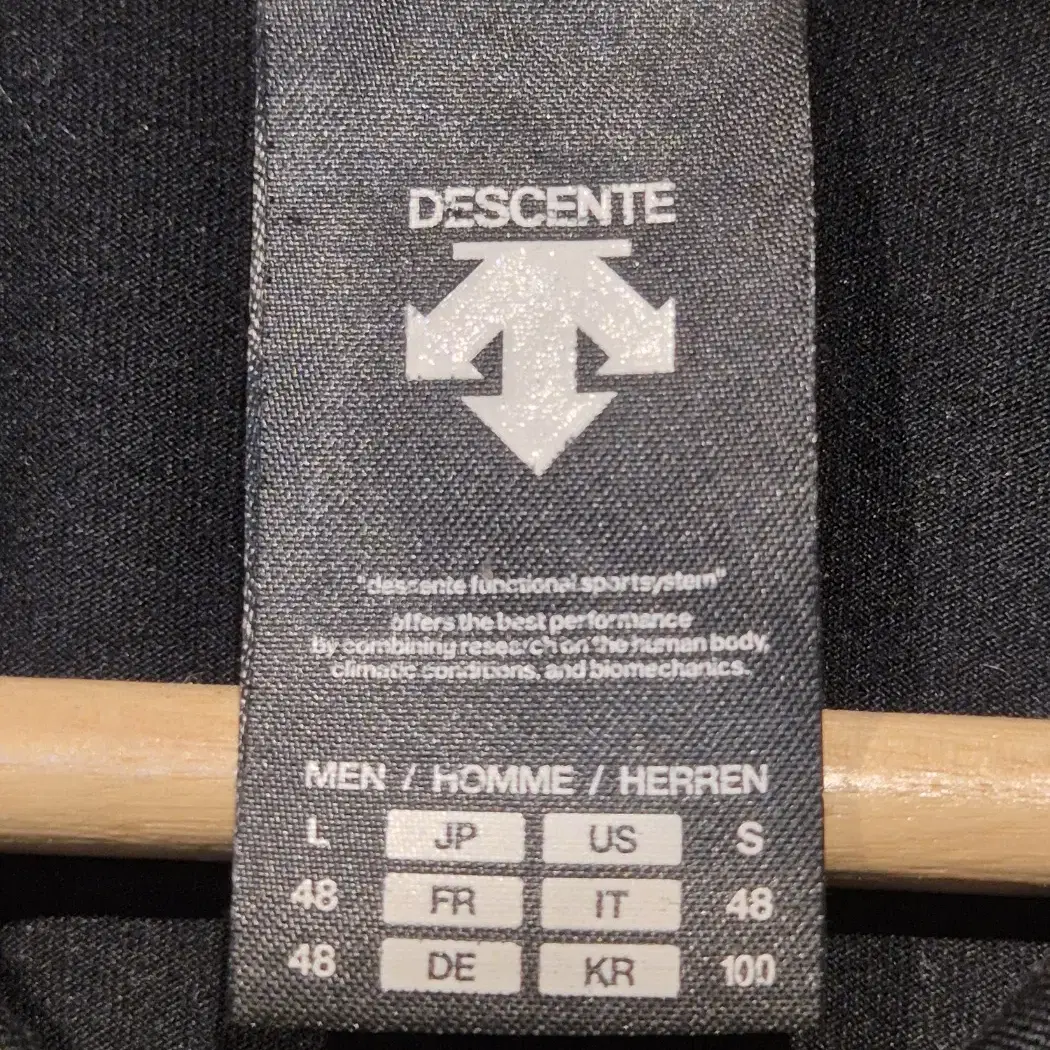 DESCENTE
"descente functional sportsystem"
offers the best performance
by combining research on the human body,
climatic conditions, and biomechanics.
MEN / HOMME / HERREN
L JP US S
48 FR IT 48
48 DE KR 100